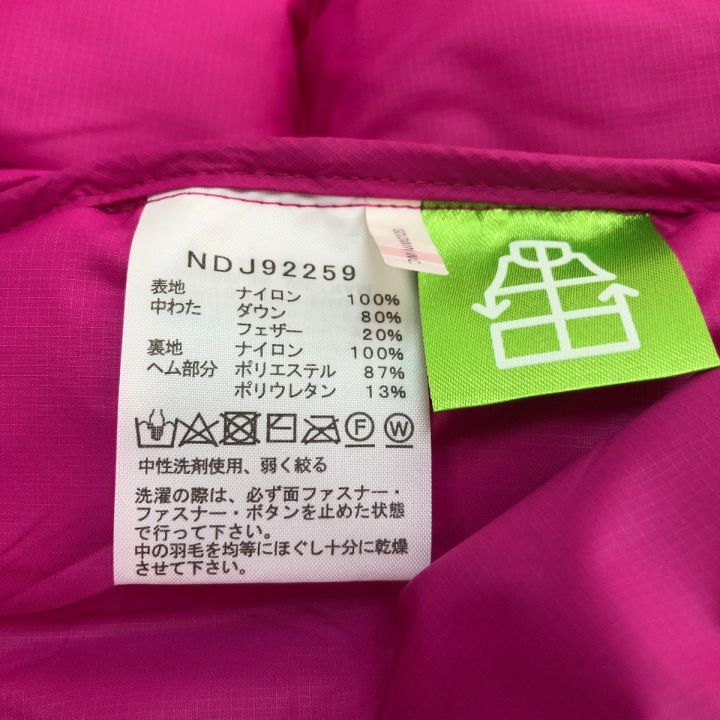 NDJ92259
表地 ナイロン 100%
中わた ダウン 80%
フェザー 20%
裏地 ナイロン 100%
ヘム部分 ポリエステル 87%
ポリウレタン 13%
F W
中性洗剤使用、弱く絞る
洗濯の際は、必ず面ファスナー・
ファスナー・ボタンを止めた状態
で行って下さい。
中の羽毛を均等にほぐし十分に乾燥
させて下さい。